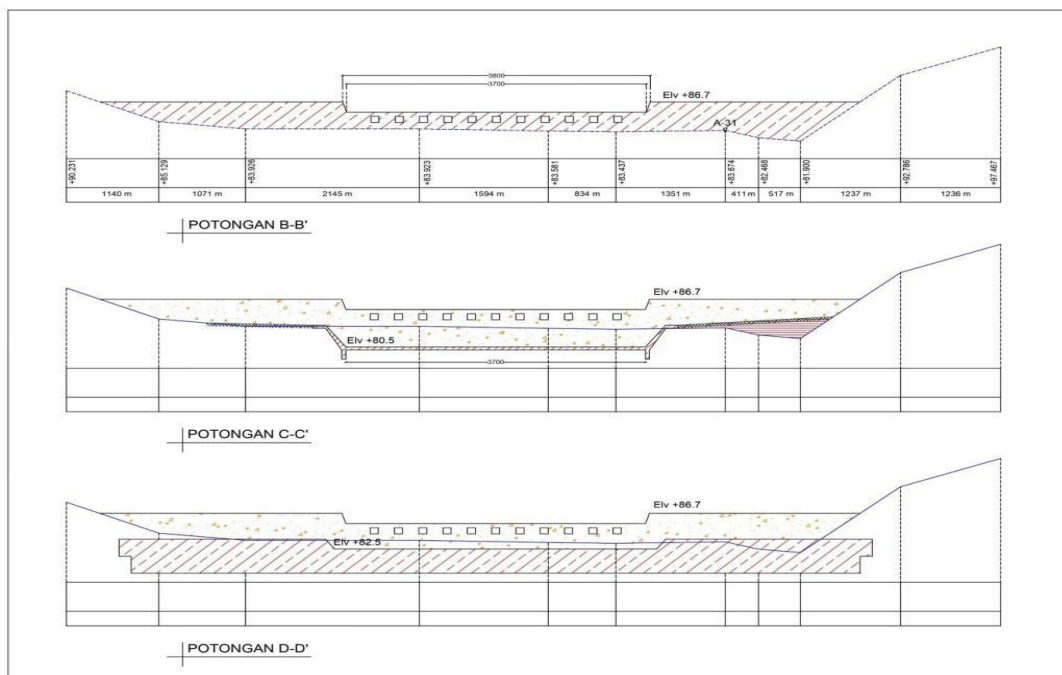 3800
3700
Elv +86.7
A-31
+90.231
+85.129
+83.926
+83.923
+83.581
+83.437
+83.674
+82.468
+81.900
+92.786
+97.467
1140 m
1071 m
2145 m
1594 m
834 m
1351 m
411 m
517 m
1237 m
1236 m
POTONGAN B-B'
Elv +86.7
Elv +80.5
3700
POTONGAN C-C'
Elv +86.7
Elv +82.5
POTONGAN D-D'